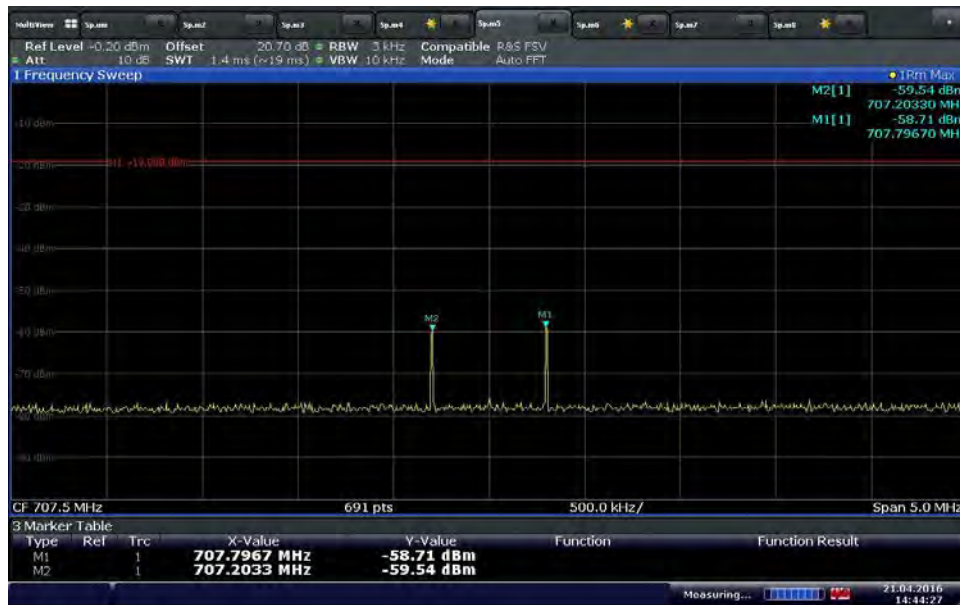 MultiView Sp.um Sp.m2 Sp.m3 Sp.m4 Sp.m5 Sp.m6 Sp.m7 Sp.m8
Ref Level -0.20 dBm Offset 20.70 dB RBW 3 kHz Compatible R&S FSV
Att 10 dB SWT 1.4 ms (~19 ms) VBW 10 kHz Mode Auto FFT
1 Frequency Sweep 1Rm Max
M2[1] -59.54 dBm
707.20330 MH
M1[1] -58.71 dBm
707.79670 MH
-10 dBm
-20 dBm H1 -19.000 dBm
-30 dBm
-40 dBm
-50 dBm
M2 M1
-60 dBm
-70 dBm
-80 dBm
-90 dBm
CF 707.5 MHz 691 pts 500.0 kHz/ Span 5.0 MHz
3 Marker Table
Type Ref Trc X-Value Y-Value Function Function Result
M1 1 707.7967 MHz -58.71 dBm
M2 1 707.2033 MHz -59.54 dBm
Measuring... 21.04.2016
14:44:27